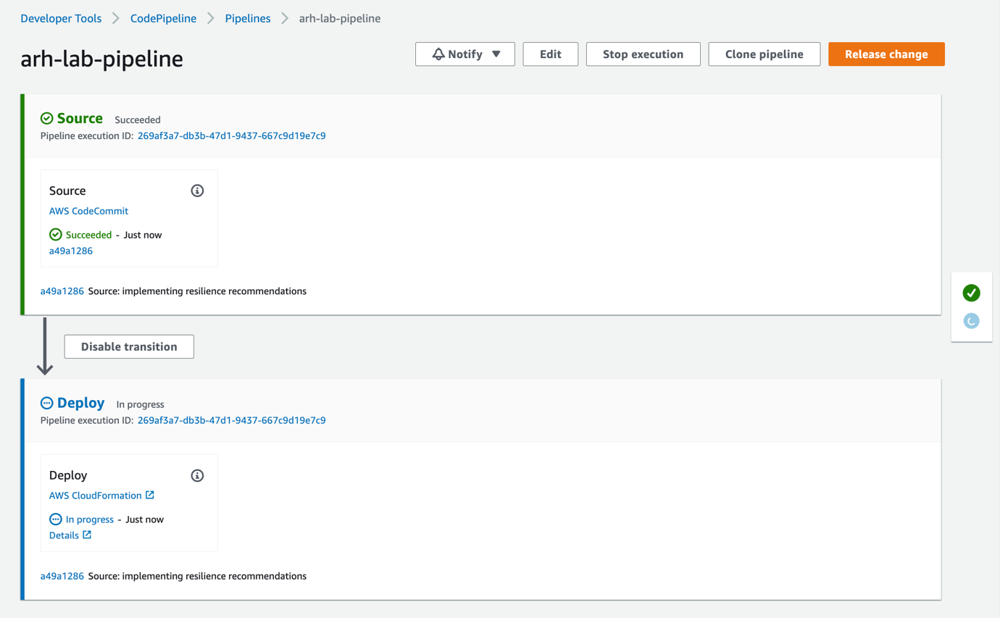 Developer Tools CodePipeline Pipelines arh-lab-pipeline
arh-lab-pipeline
Notify Edit Stop execution Clone pipeline Release change
Source Succeeded
Pipeline execution ID: 269af3a7-db3b-47d1-9437-667c9d19e7c9
Source
AWS CodeCommit
Succeeded - Just now
a49a1286
a49a1286 Source: implementing resilience recommendations
Disable transition
Deploy In progress
Pipeline execution ID: 269af3a7-db3b-47d1-9437-667c9d19e7c9
Deploy
AWS CloudFormation
In progress - Just now
Details
a49a1286 Source: implementing resilience recommendations